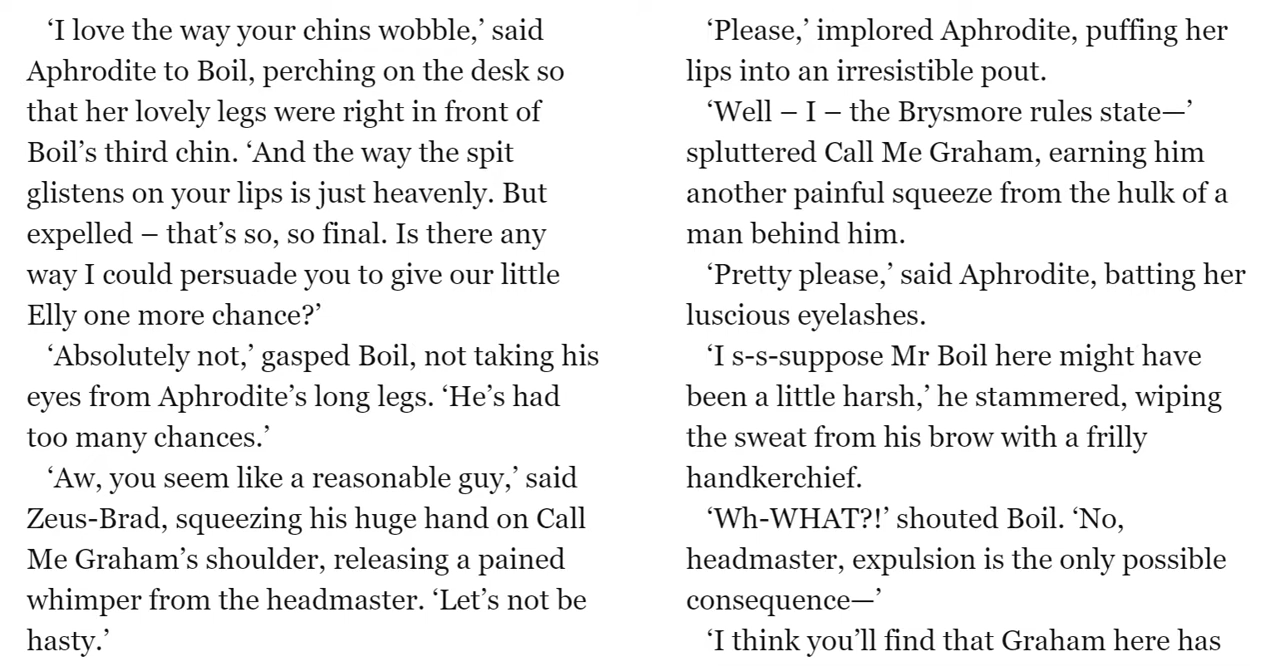 ‘I love the way your chins wobble,’ said
Aphrodite to Boil, perching on the desk so
that her lovely legs were right in front of
Boil’s third chin. ‘And the way the spit
glistens on your lips is just heavenly. But
expelled – that’s so, so final. Is there any
way I could persuade you to give our little
Elly one more chance?’
‘Absolutely not,’ gasped Boil, not taking his
eyes from Aphrodite’s long legs. ‘He’s had
too many chances.’
‘Aw, you seem like a reasonable guy,’ said
Zeus-Brad, squeezing his huge hand on Call
Me Graham’s shoulder, releasing a pained
whimper from the headmaster. ‘Let’s not be
hasty.’
‘Please,’ implored Aphrodite, puffing her
lips into an irresistible pout.
‘Well – I – the Brysmore rules state—’
spluttered Call Me Graham, earning him
another painful squeeze from the hulk of a
man behind him.
‘Pretty please,’ said Aphrodite, batting her
luscious eyelashes.
‘I s-s-suppose Mr Boil here might have
been a little harsh,’ he stammered, wiping
the sweat from his brow with a frilly
handkerchief.
‘Wh-WHAT?!’ shouted Boil. ‘No,
headmaster, expulsion is the only possible
consequence—’
‘I think you’ll find that Graham here has